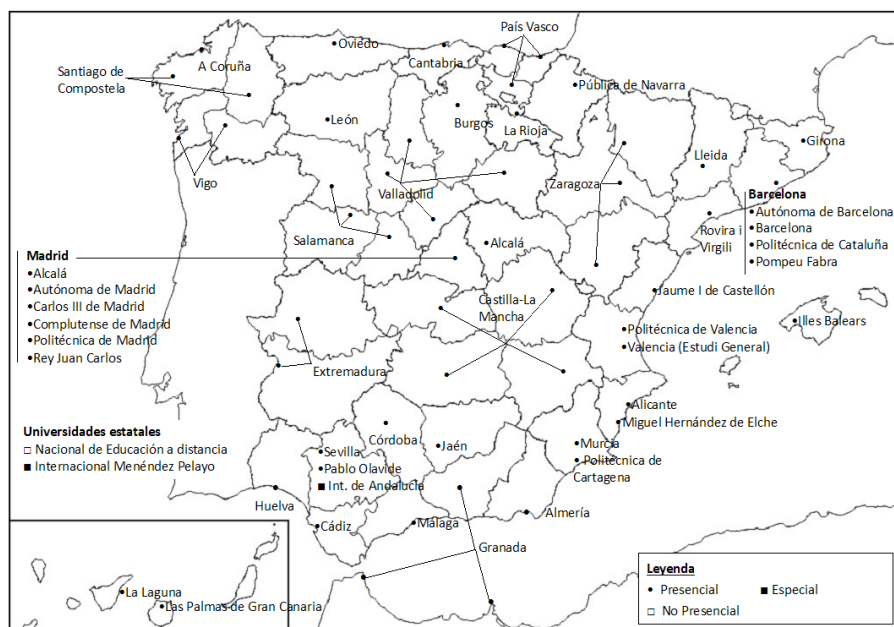 País Vasco
Oviedo
Cantabria
A Coruña
Santiago de
Compostela
Pública de Navarra
León
Burgos
La Rioja
Girona
Lleida
Vigo
Valladolid
Zaragoza
Barcelona
•Autónoma de Barcelona
•Barcelona
•Politécnica de Cataluña
•Pompeu Fabra
Rovira i
Virgili
Salamanca
Alcalá
Madrid
•Alcalá
•Autónoma de Madrid
•Carlos III de Madrid
•Complutense de Madrid
•Politécnica de Madrid
•Rey Juan Carlos
Castilla-La
Mancha
Jaume I de Castellón
Illes Balears
Politécnica de Valencia
Valencia (Estudi General)
Extremadura
Alicante
Miguel Hernández de Elche
Universidades estatales
□ Nacional de Educación a distancia
■ Internacional Menéndez Pelayo
Córdoba
Jaén
Murcia
Politécnica de
Cartagena
Sevilla
Pablo Olavide
■ Int. de Andalucía
Huelva
Cádiz
Málaga
Almería
Granada
La Laguna
Las Palmas de Gran Canaria
Leyenda
• Presencial ■ Especial
□ No Presencial